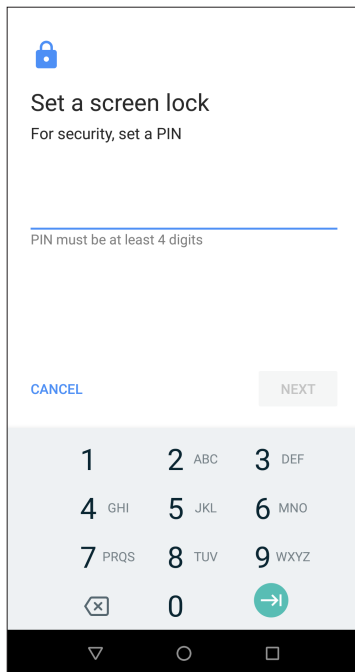 Set a screen lock
For security, set a PIN
PIN must be at least 4 digits
CANCEL NEXT
1 2 ABC 3 DEF
4 GHI 5 JKL 6 MNO
7 PRQS 8 TUV 9 WXYZ
0